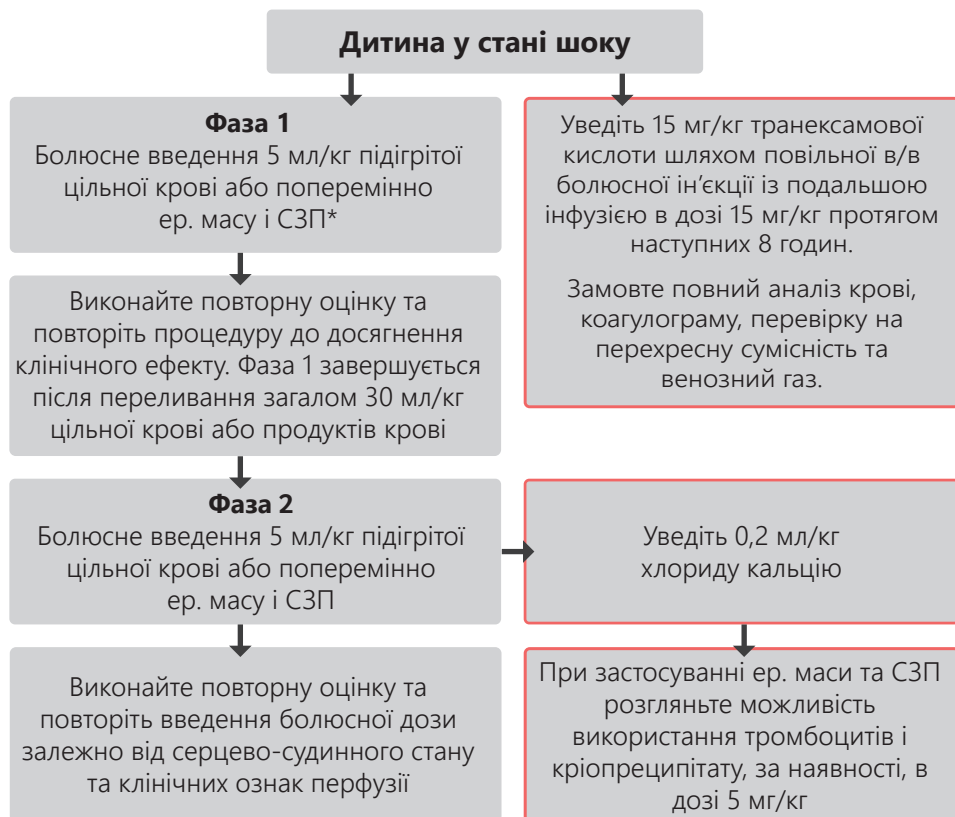 Дитина у стані шоку
Фаза 1
Болюсне введення 5 мл/кг підігрітої
цільної крові або поперемінно
ер. масу і СЗП*
Уведіть 15 мг/кг транексамової
кислоти шляхом повільної в/в
болюсної ін’єкції із подальшою
інфузією в дозі 15 мг/кг протягом
наступних 8 годин.
Замовте повний аналіз крові,
коагулограму, перевірку на
перехресну сумісність та
венозний газ.
Виконайте повторну оцінку та
повторіть процедуру до досягнення
клінічного ефекту. Фаза 1 завершується
після переливання загалом 30 мл/кг
цільної крові або продуктів крові
Фаза 2
Болюсне введення 5 мл/кг підігрітої
цільної крові або поперемінно
ер. масу і СЗП
Уведіть 0,2 мл/кг
хлориду кальцію
Виконайте повторну оцінку та
повторіть введення болюсної дози
залежно від серцево-судинного стану
та клінічних ознак перфузії
При застосуванні ер. маси та СЗП
розгляньте можливість
використання тромбоцитів і
кріопреципітату, за наявності, в
дозі 5 мг/кг